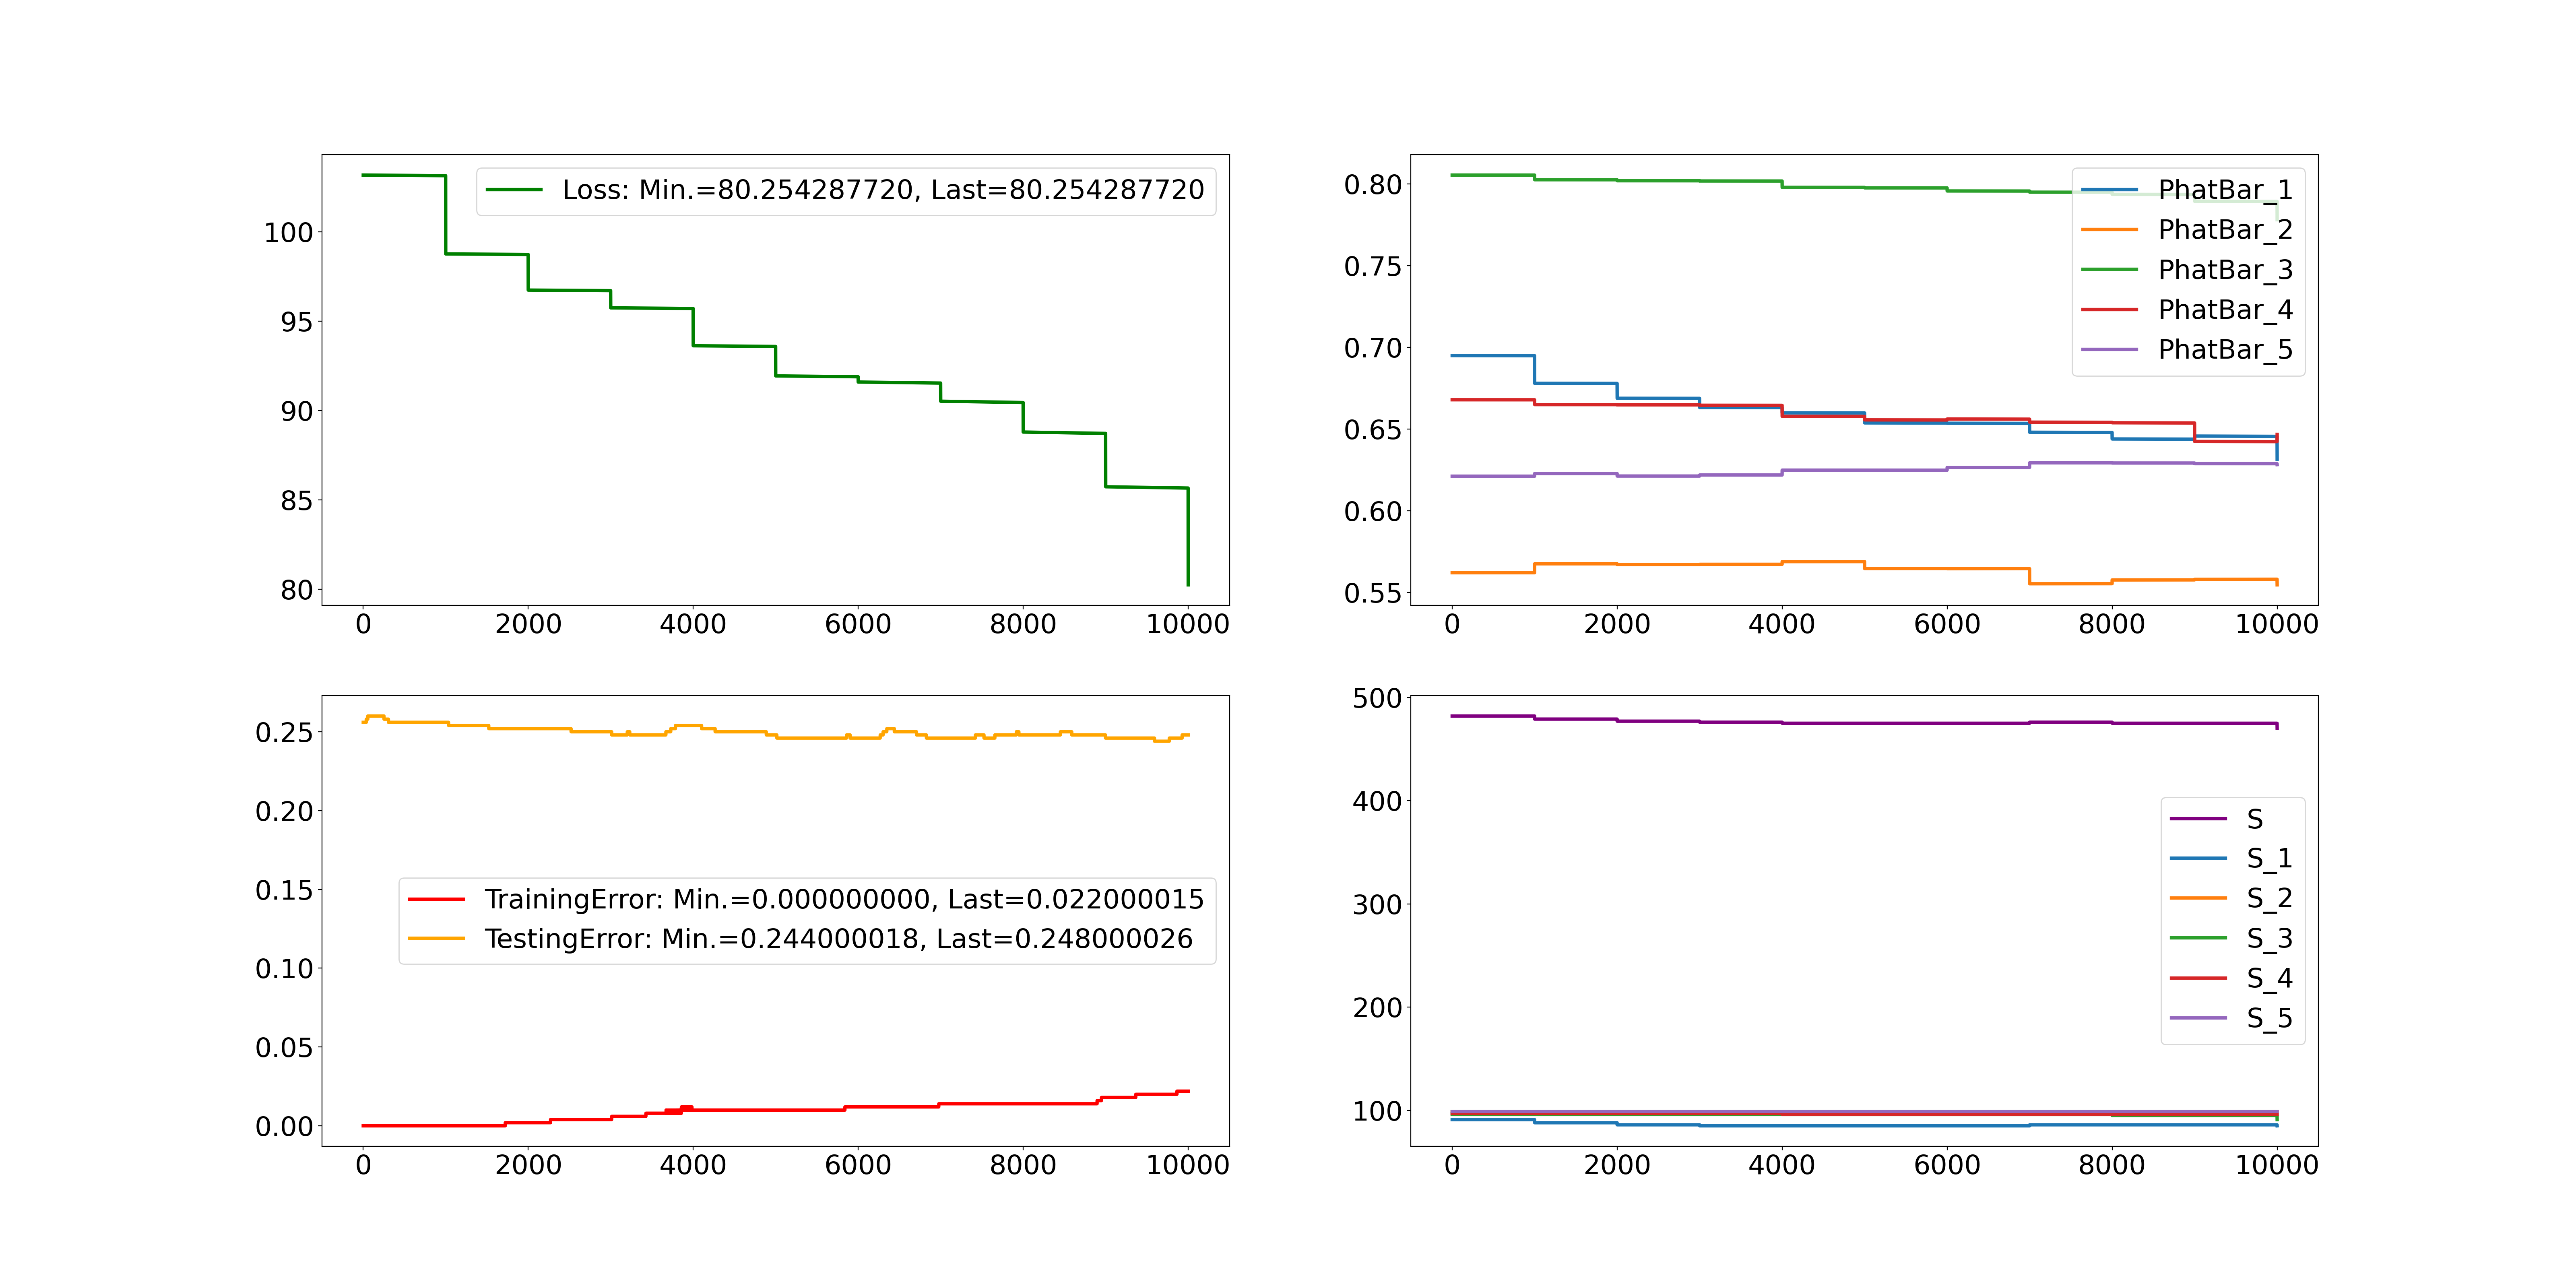 Loss: Min.=80.254287720, Last=80.254287720
100
95
90
85
80
0 2000 4000 6000 8000 10000
PhatBar_1
PhatBar_2
PhatBar_3
PhatBar_4
PhatBar_5
0.80
0.75
0.70
0.65
0.60
0.55
0 2000 4000 6000 8000 10000
TrainingError: Min.=0.000000000, Last=0.022000015
TestingError: Min.=0.244000018, Last=0.248000026
0.25
0.20
0.15
0.10
0.05
0.00
0 2000 4000 6000 8000 10000
S
S_1
S_2
S_3
S_4
S_5
500
400
300
200
100
0 2000 4000 6000 8000 10000